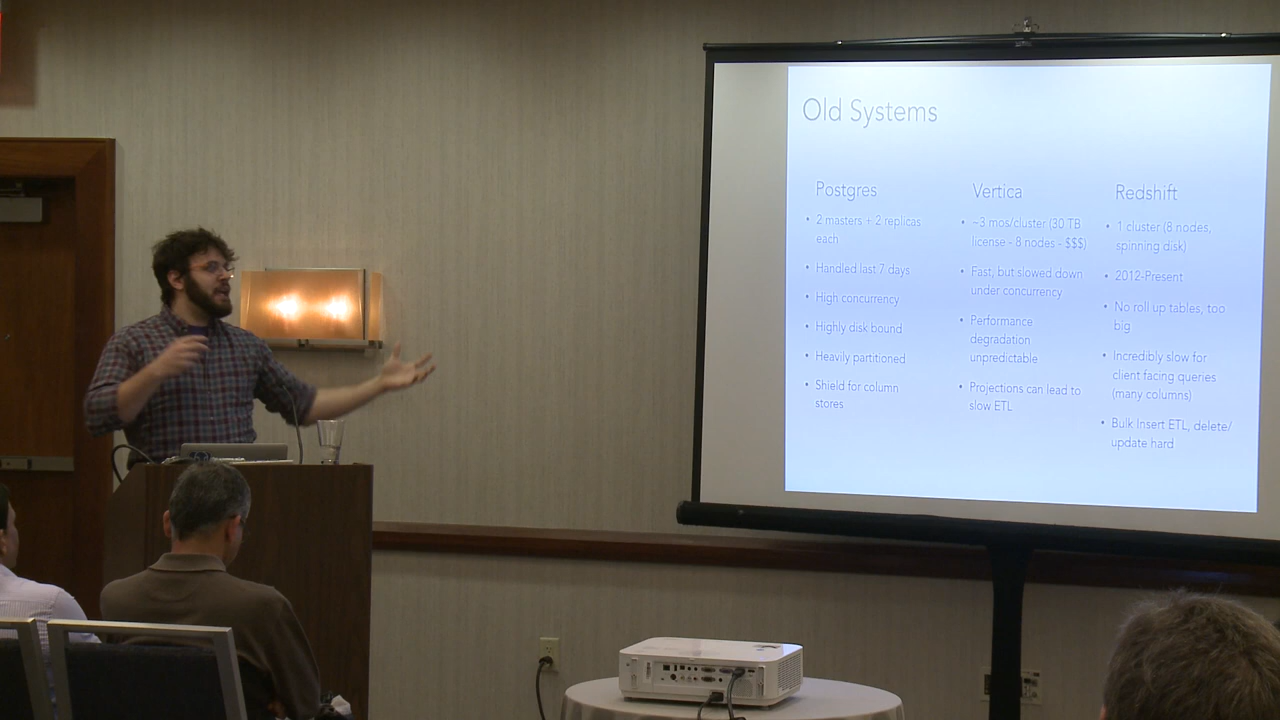 Old Systems
Postgres
• 2 masters + 2 replicas
each
• Handled last 7 days
• High concurrency
• Highly disk bound
• Heavily partitioned
• Shield for column
stores
Vertica
• ~3 mos/cluster (30 TB
license - 8 nodes - $$$)
• Fast, but slowed down
under concurrency
• Performance
degradation
unpredictable
• Projections can lead to
slow ETL
Redshift
• 1 cluster (8 nodes,
spinning disk)
• 2012-Present
• No roll up tables, too
big
• Incredibly slow for
client facing queries
(many columns)
• Bulk Insert ETL, delete/
update hard